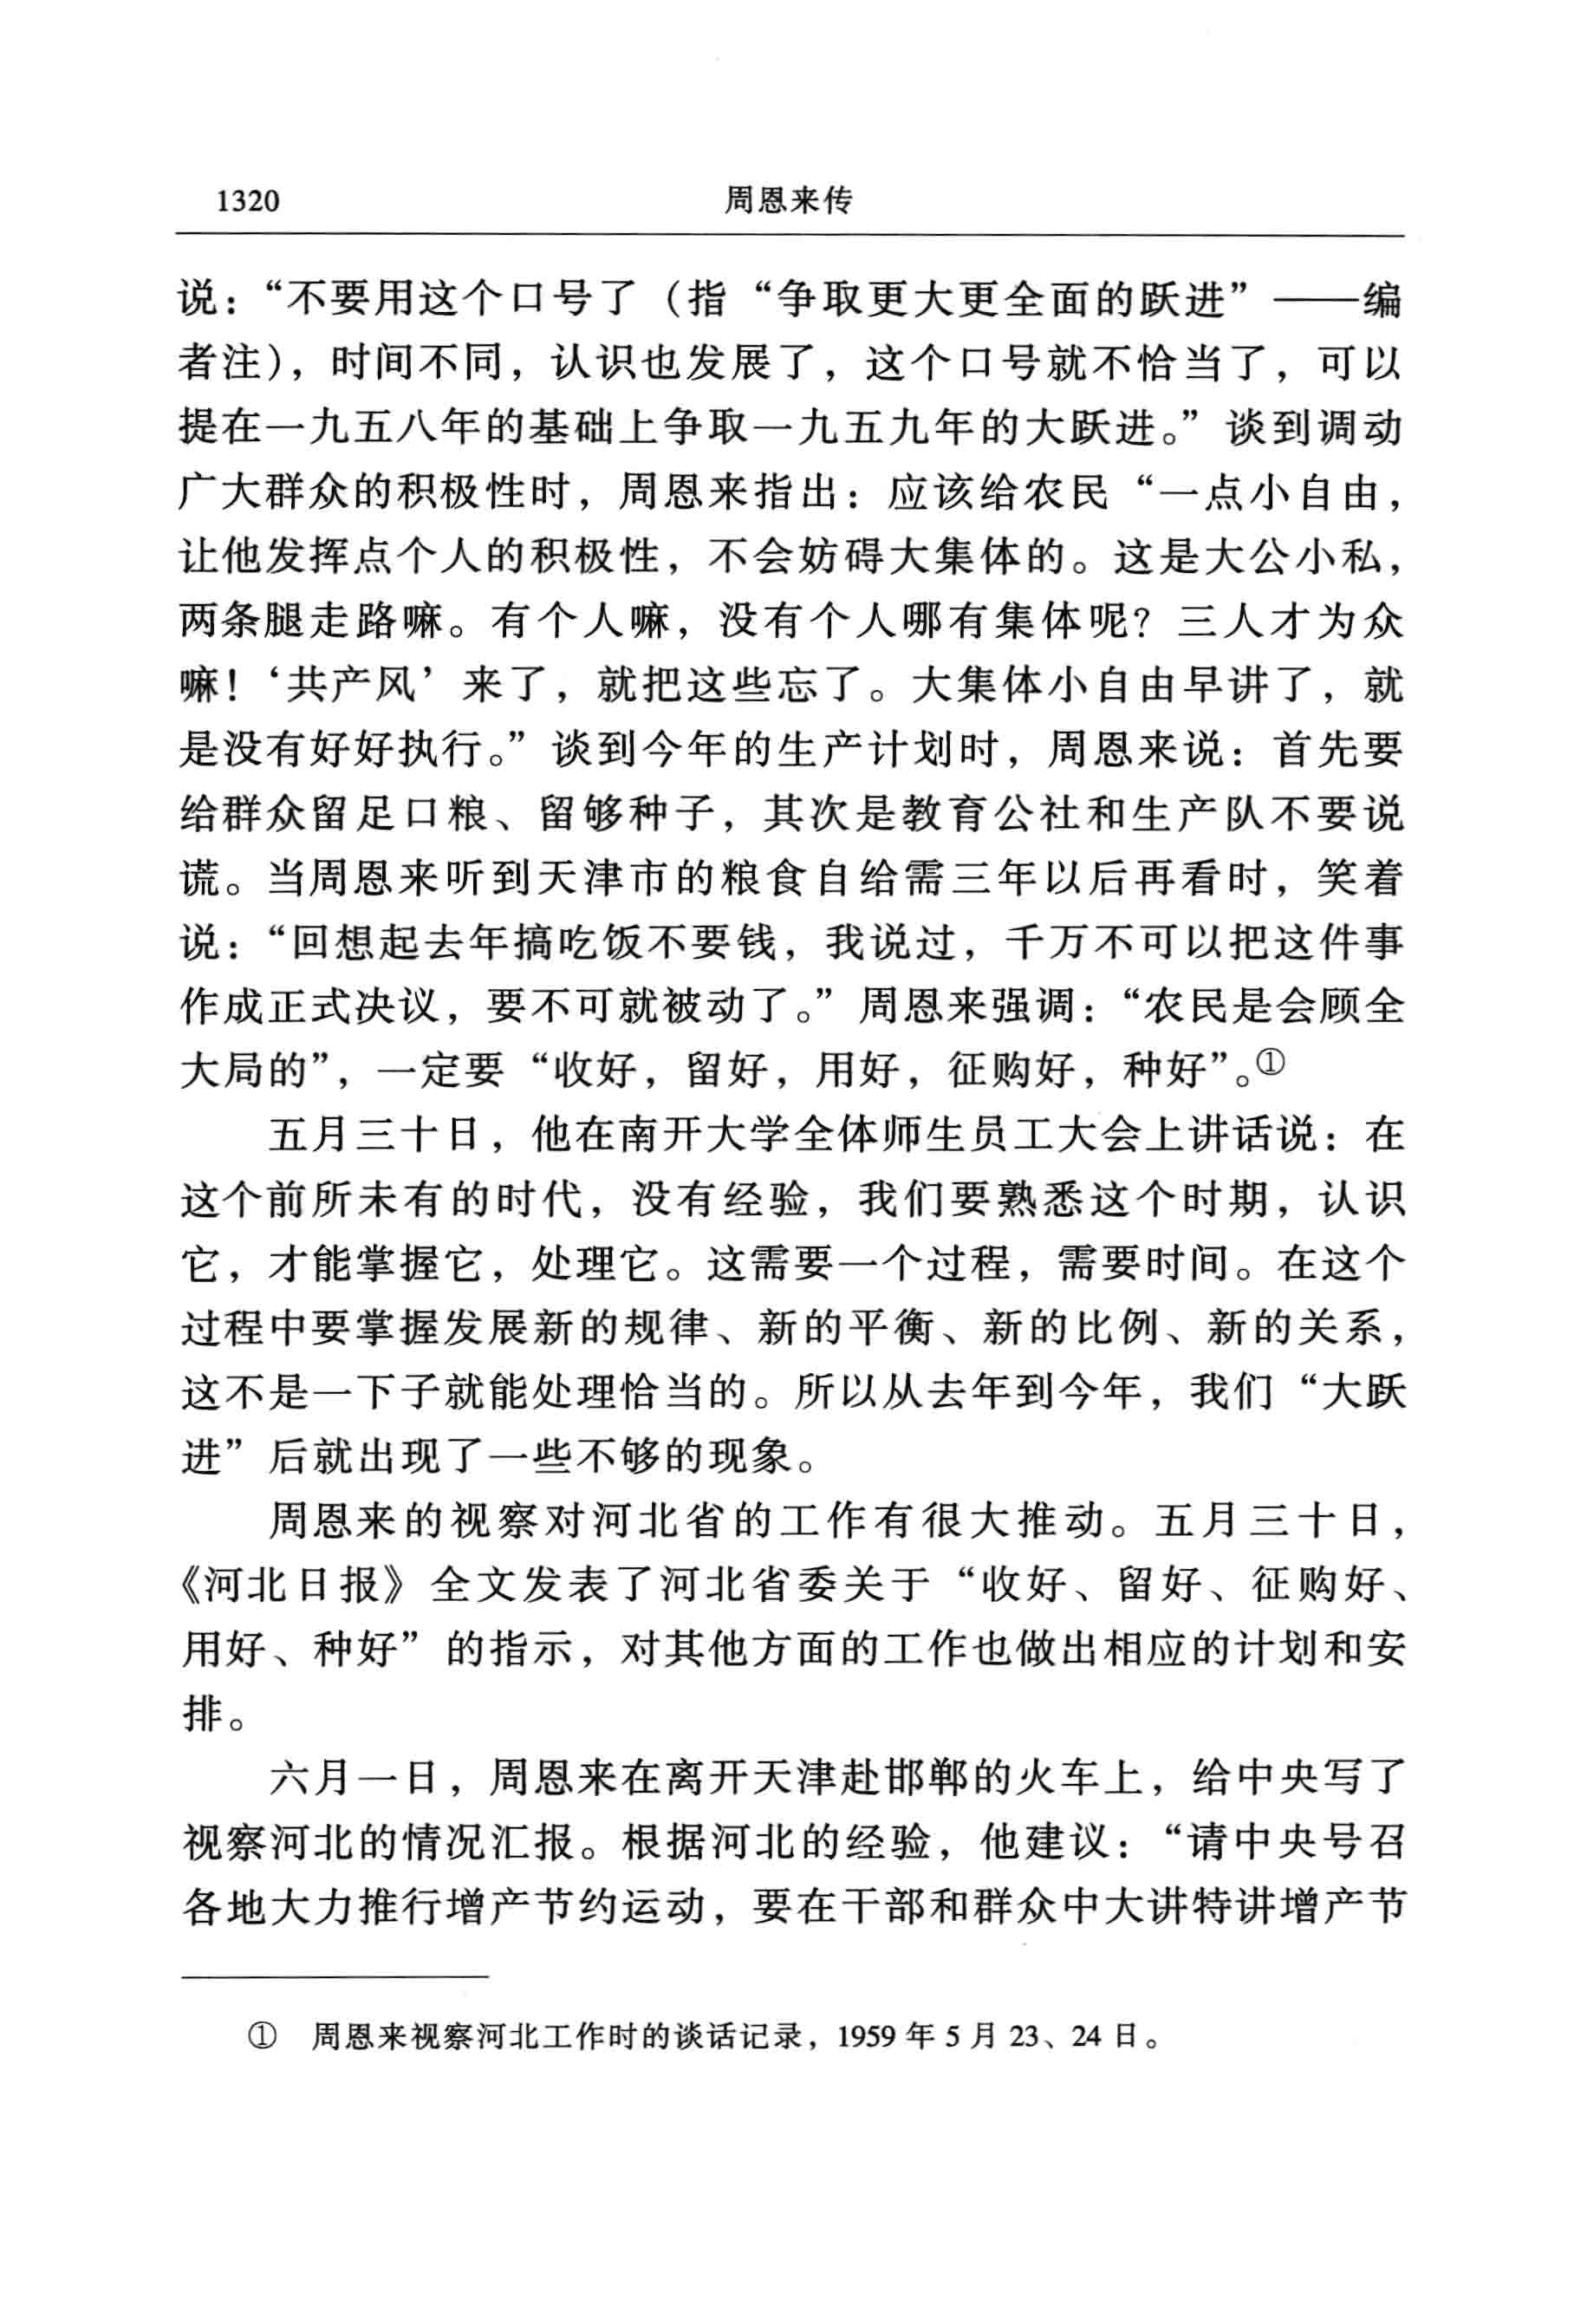 1320 周恩来传
说：“不要用这个口号了（指“争取更大更全面的跃进”——编
者注），时间不同，认识也发展了，这个口号就不恰当了，可以
提在一九五八年的基础上争取一九五九年的大跃进。”谈到调动
广大群众的积极性时，周恩来指出：应该给农民“一点小自由，
让他发挥点个人的积极性，不会妨碍大集体的。这是大公小私，
两条腿走路嘛。有个人嘛，没有个人哪有集体呢？三人才为众
嘛！‘共产风’来了，就把这些忘了。大集体小自由早讲了，就
是没有好好执行。”谈到今年的生产计划时，周恩来说：首先要
给群众留足口粮、留够种子，其次是教育公社和生产队不要说
谎。当周恩来听到天津市的粮食自给需三年以后再看时，笑着
说：“回想起去年搞吃饭不要钱，我说过，千万不可以把这件事
作成正式决议，要不可就被动了。”周恩来强调：“农民是会顾全
大局的”，一定要“收好，留好，用好，征购好，种好”。①
五月三十日，他在南开大学全体师生员工大会上讲话说：在
这个前所未有的时代，没有经验，我们要熟悉这个时期，认识
它，才能掌握它，处理它。这需要一个过程，需要时间。在这个
过程中要掌握发展新的规律、新的平衡、新的比例、新的关系，
这不是一下子就能处理恰当的。所以从去年到今年，我们“大跃
进”后就出现了一些不够的现象。
周恩来的视察对河北省的工作有很大推动。五月三十日，
《河北日报》全文发表了河北省委关于“收好、留好、征购好、
用好、种好”的指示，对其他方面的工作也做出相应的计划和安
排。
六月一日，周恩来在离开天津赴邯郸的火车上，给中央写了
视察河北的情况汇报。根据河北的经验，他建议：“请中央号召
各地大力推行增产节约运动，要在干部和群众中大讲特讲增产节
① 周恩来视察河北工作时的谈话记录，1959 年 5 月 23、24 日。